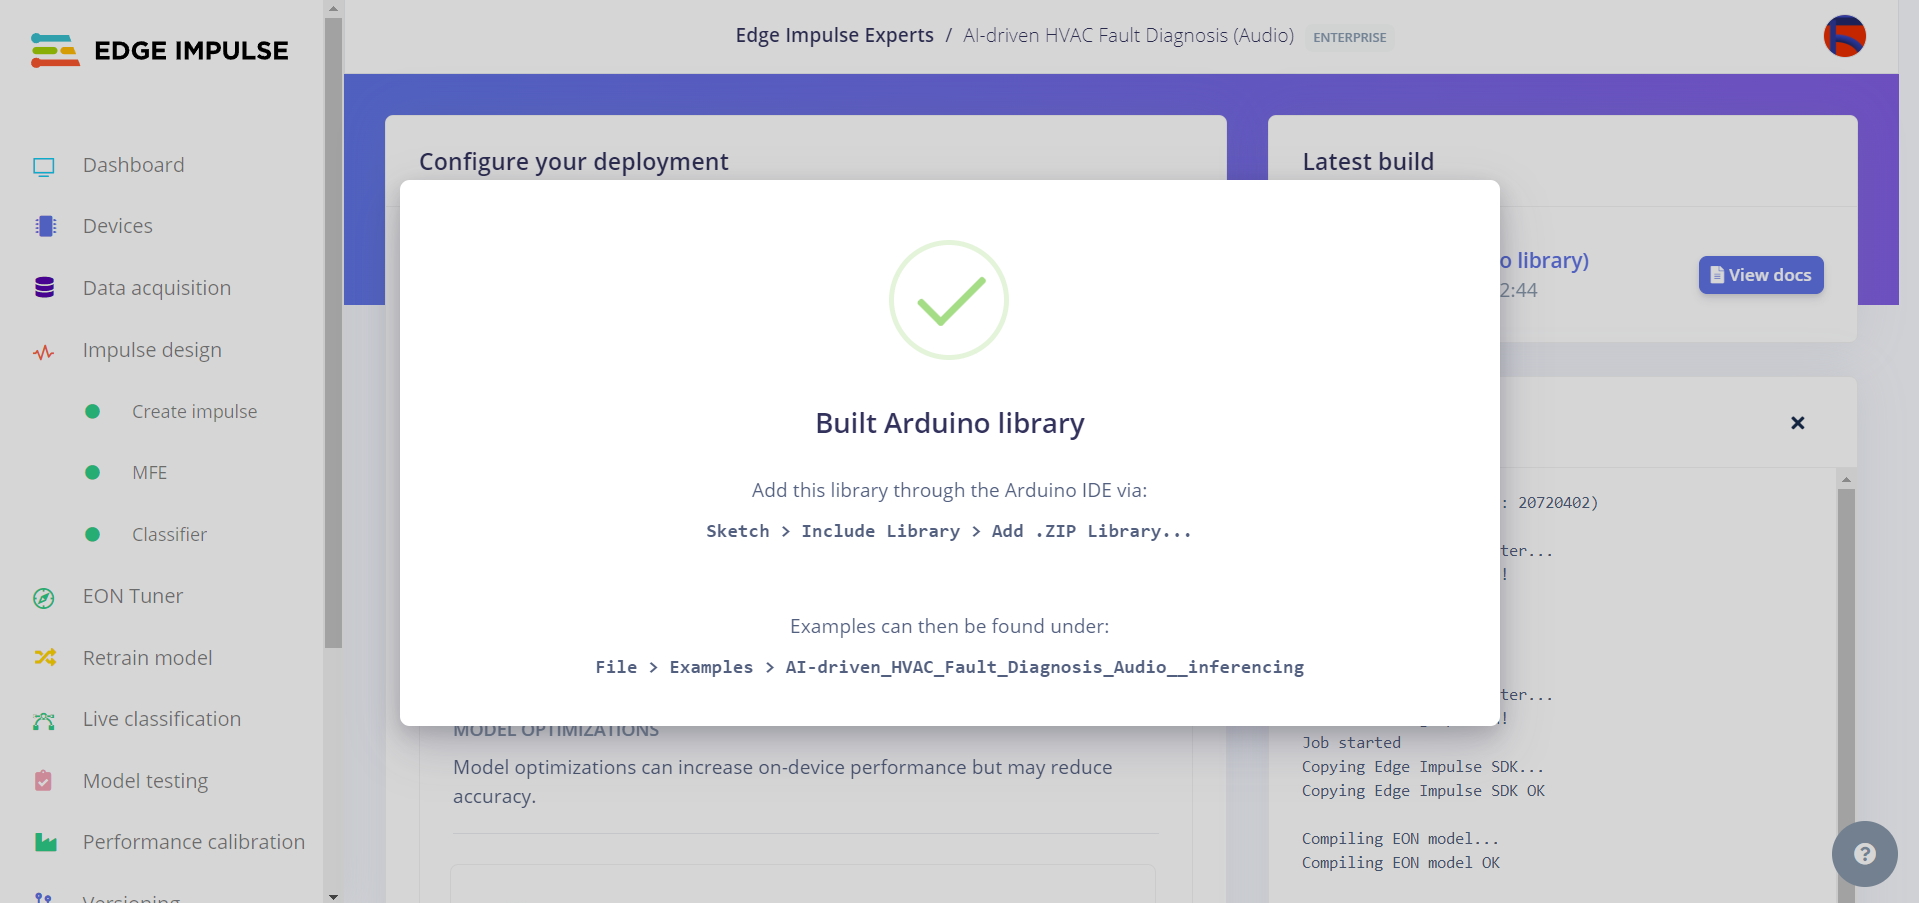 EDGE IMPULSE
Edge Impulse Experts / AI-driven HVAC Fault Diagnosis (Audio) ENTERPRISE
Dashboard
Devices
Data acquisition
Impulse design
Create impulse
MFE
Classifier
EON Tuner
Retrain model
Live classification
Model testing
Performance calibration
Versioning
Configure your deployment
Latest build
o library)
2:44
View docs
Built Arduino library
Add this library through the Arduino IDE via:
Sketch > Include Library > Add .ZIP Library...
Examples can then be found under:
File > Examples > AI-driven_HVAC_Fault_Diagnosis_Audio__inferencing
MODEL OPTIMIZATIONS
Model optimizations can increase on-device performance but may reduce
accuracy.
: 20720402)
ter...
!
ter...
!
Job started
Copying Edge Impulse SDK...
Copying Edge Impulse SDK OK
Compiling EON model...
Compiling EON model OK